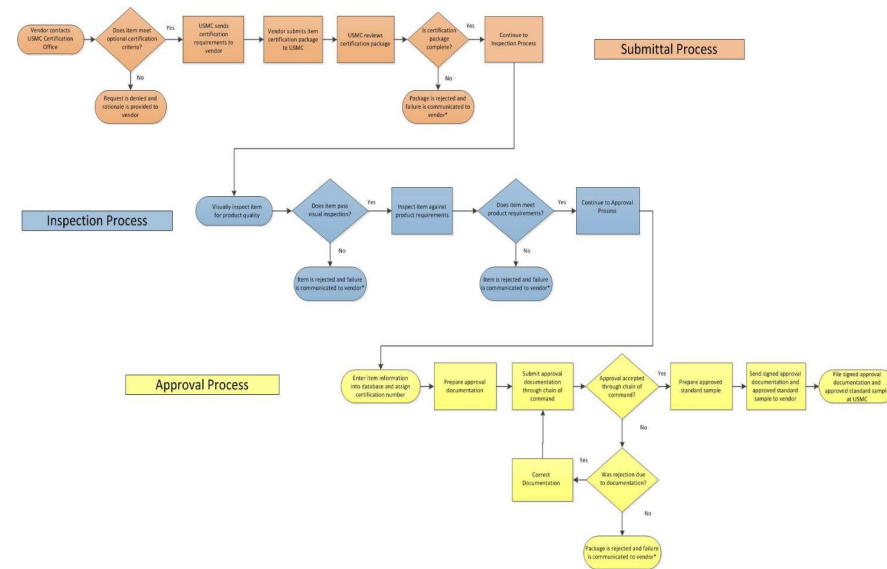 Vendor contacts
USMC Certification
Office
Does item meet
optional certification
criteria?
Yes
No
Request is denied and
rationale is provided to
vendor
USMC sends
certification
requirements to
vendor
Vendor submits item
certification package
to USMC
USMC reviews
certification package
Is certification
package
complete?
Yes
No
Package is rejected and
failure is communicated to
vendor*
Continue to
Inspection Process
Submittal Process
Inspection Process
Visually inspect item
for product quality
Does item pass
visual inspection?
Yes
No
Item is rejected and failure
is communicated to vendor*
Inspect item against
product requirements
Does item meet
product requirements?
Yes
No
Item is rejected and failure
is communicated to vendor*
Continue to Approval
Process
Approval Process
Enter item information
into database and assign
certification number
Prepare approval
documentation
Submit approval
documentation
through chain of
command
Approval accepted
through chain of
command?
Yes
No
Prepare approved
standard sample
Send signed approval
documentation and
approved standard
sample to vendor
File signed approval
documentation and
approved standard sample
at USMC
Was rejection due
to documentation?
Yes
Correct
Documentation
No
Package is rejected and failure
is communicated to vendor*